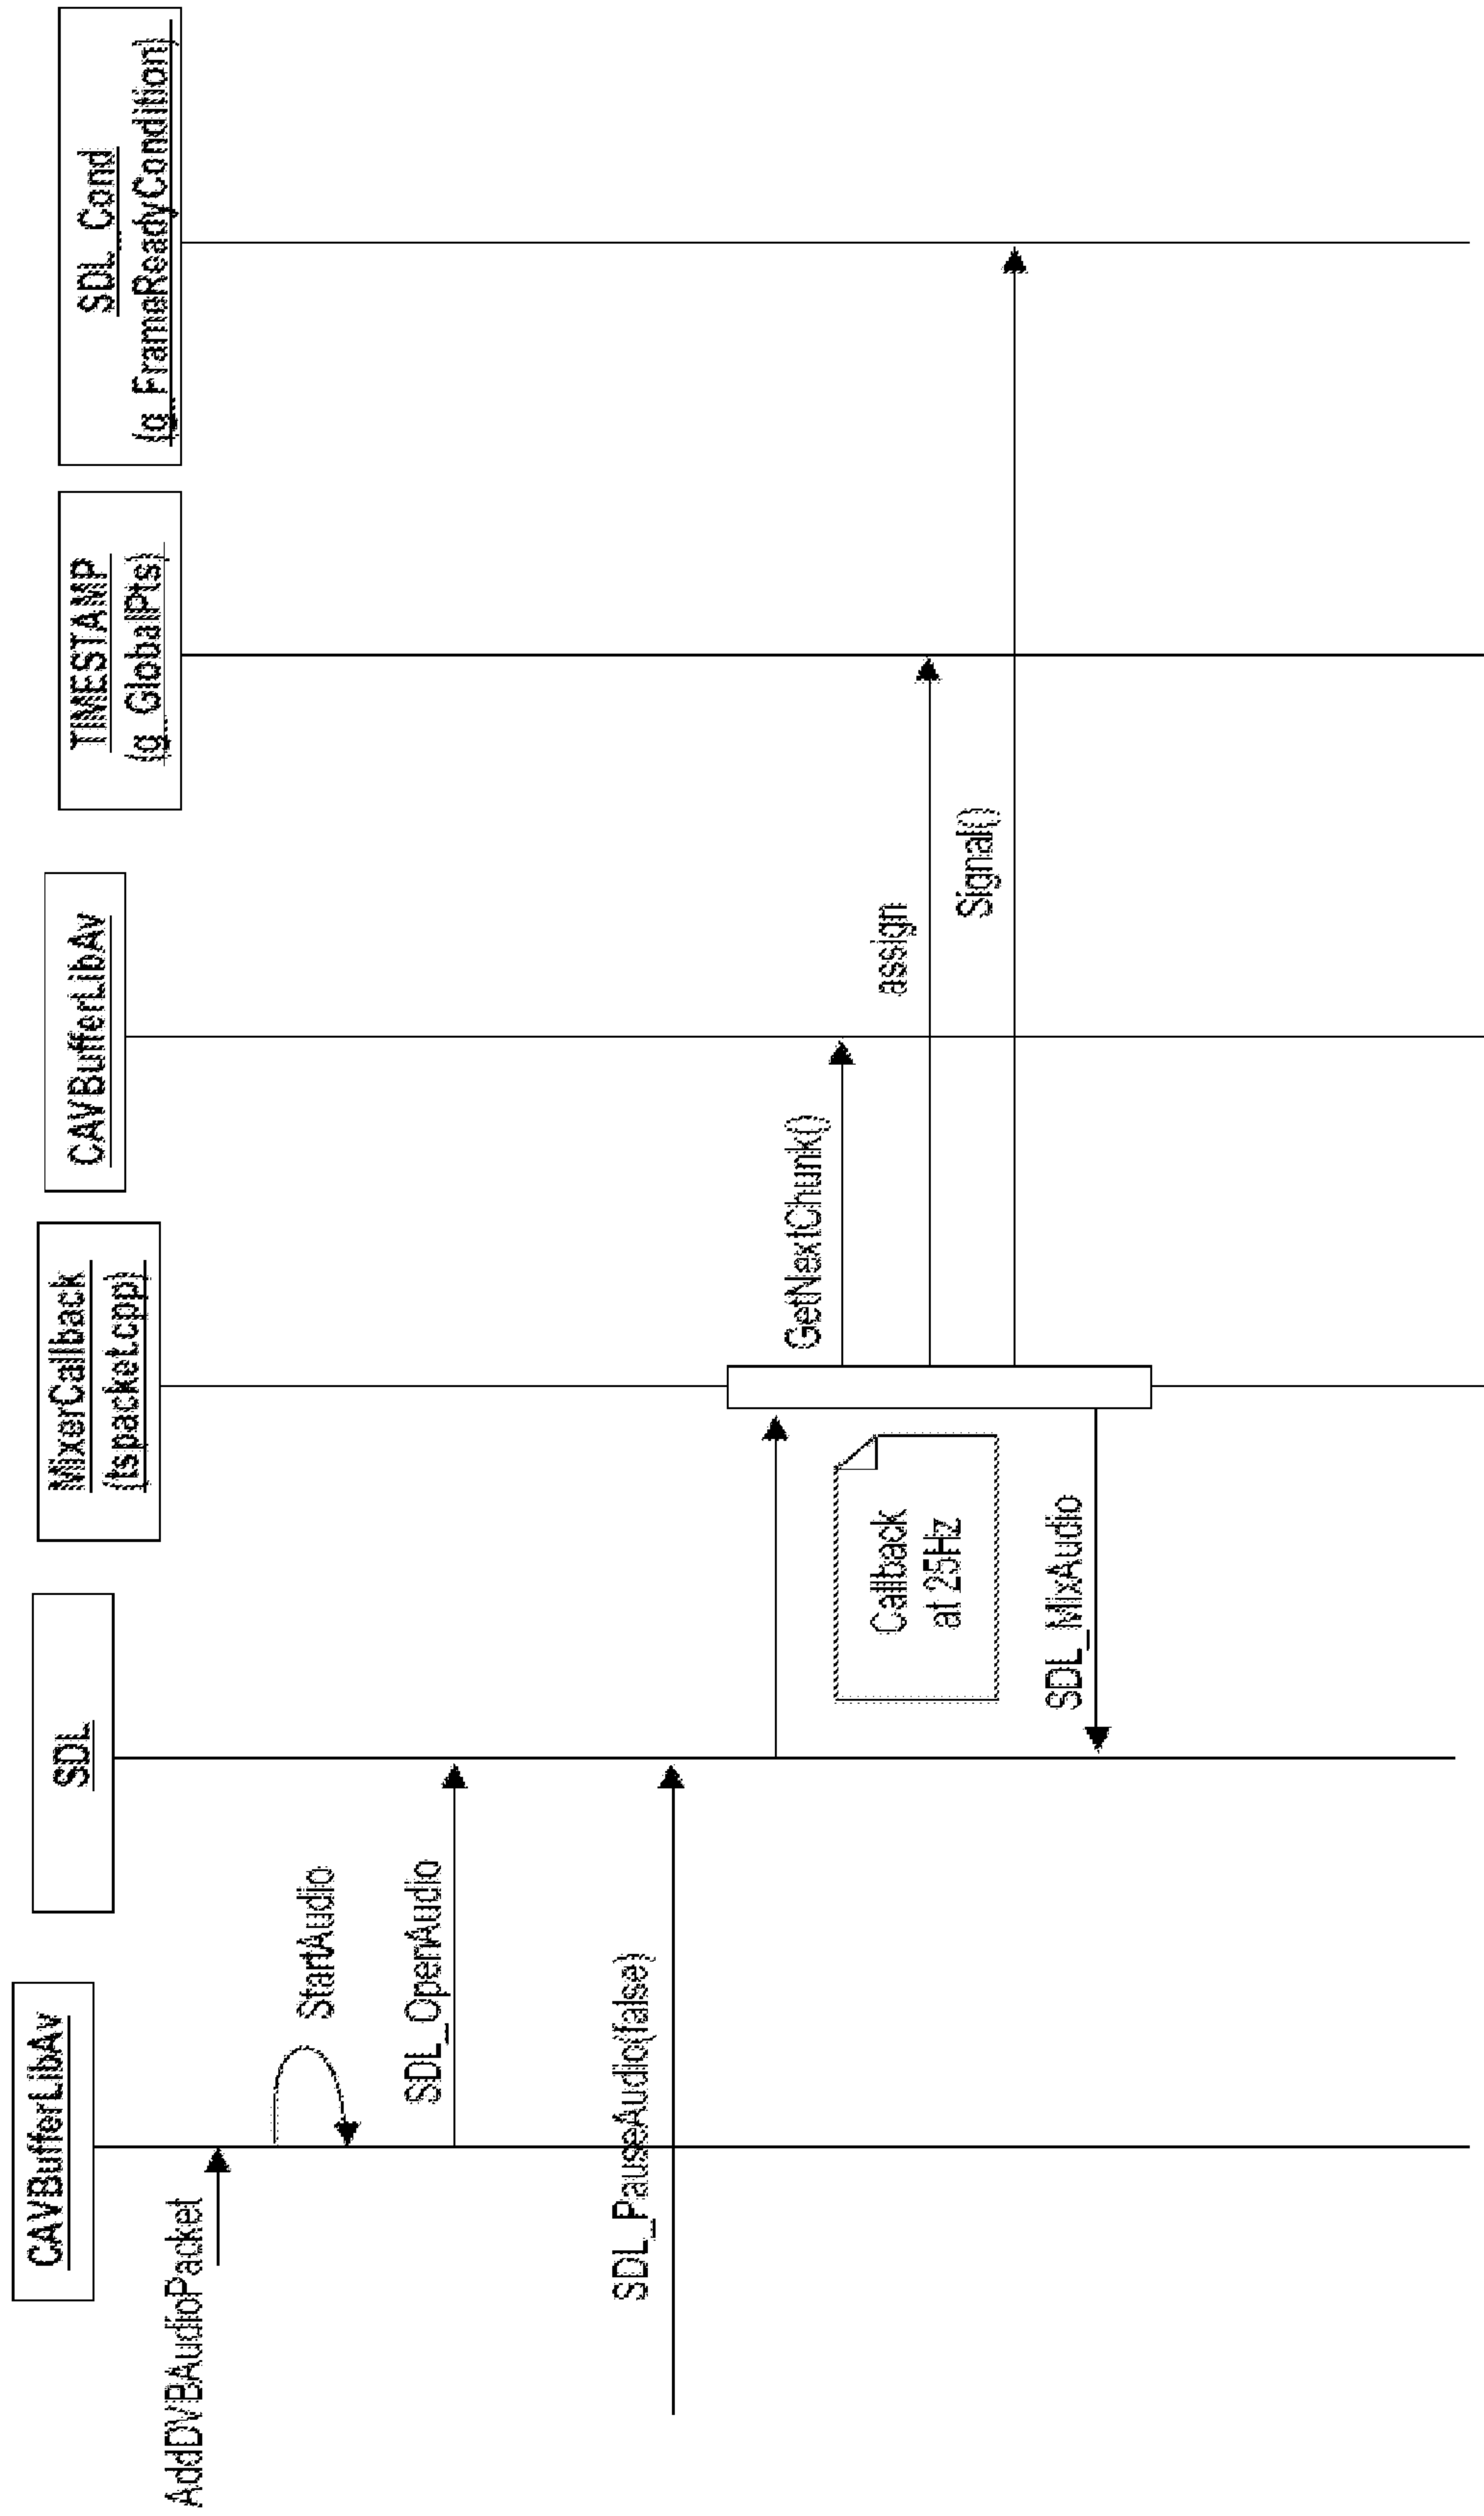 CAVBufferLibAv
SDL
MixerCallback
(tspacket.cpp)
CAVBufferLibAv
TIMESTAMP
(g_GlobalPts)
SDL_Cond
(g_FrameReadyCondition)
AddDVBAudioPacket
StartAudio
SDL_OpenAudio
SDL_PauseAudio(false)
GetNextChunk()
Callback
at 25Hz
assign
Signal()
SDL_MixAudio